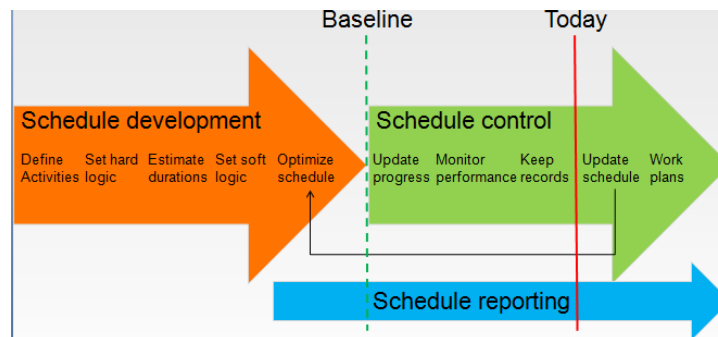 Baseline
Today
Schedule development
Schedule control
Define Activities
Set hard logic
Estimate durations
Set soft logic
Optimize schedule
Update progress
Monitor performance
Keep records
Update schedule
Work plans
Schedule reporting